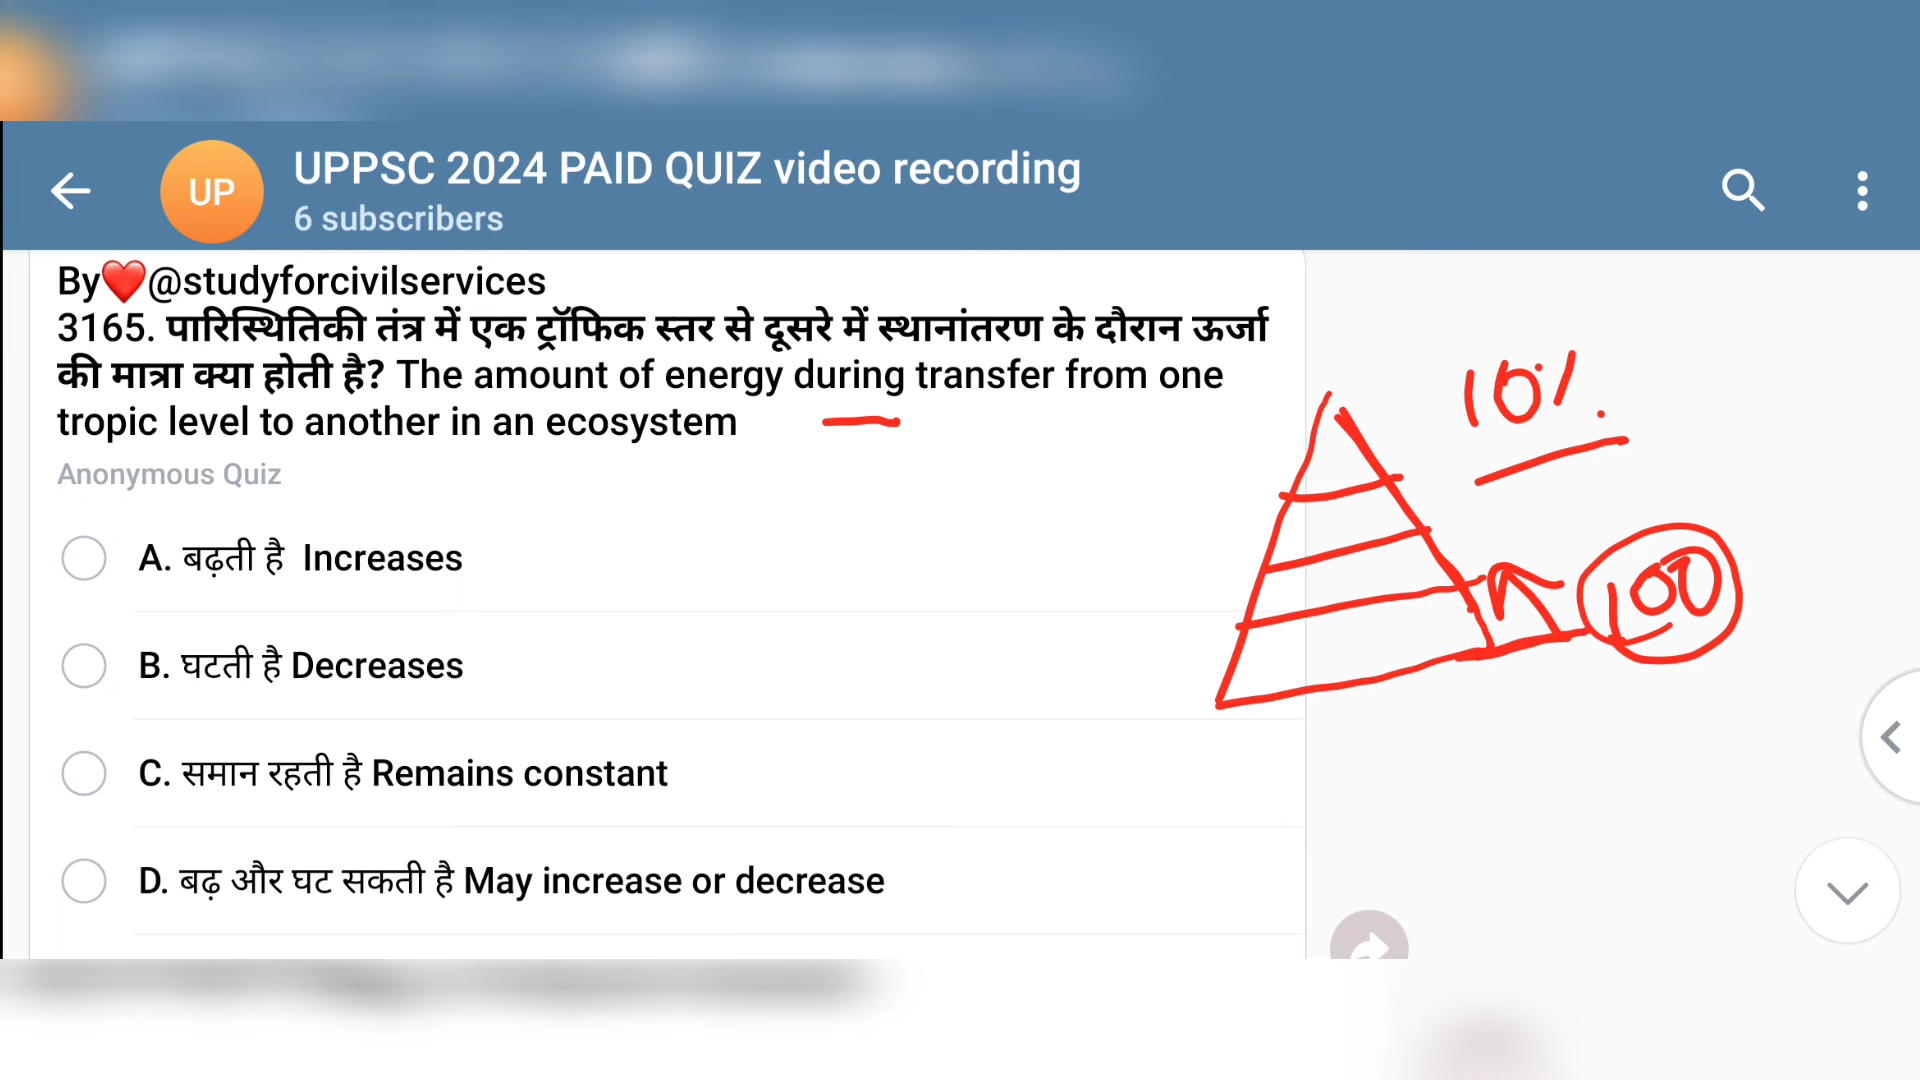 UPPSC 2024 PAID QUIZ video recording
UP
6 subscribers
By❤️@studyforcivilservices
3165. पारिस्थितिकी तंत्र में एक ट्रॉफिक स्तर से दूसरे में स्थानांतरण के दौरान ऊर्जा
की मात्रा क्या होती है? The amount of energy during transfer from one
tropic level to another in an ecosystem
Anonymous Quiz
A. बढ़ती है Increases
B. घटती है Decreases
C. समान रहती है Remains constant
D. बढ़ और घट सकती है May increase or decrease
10%
100